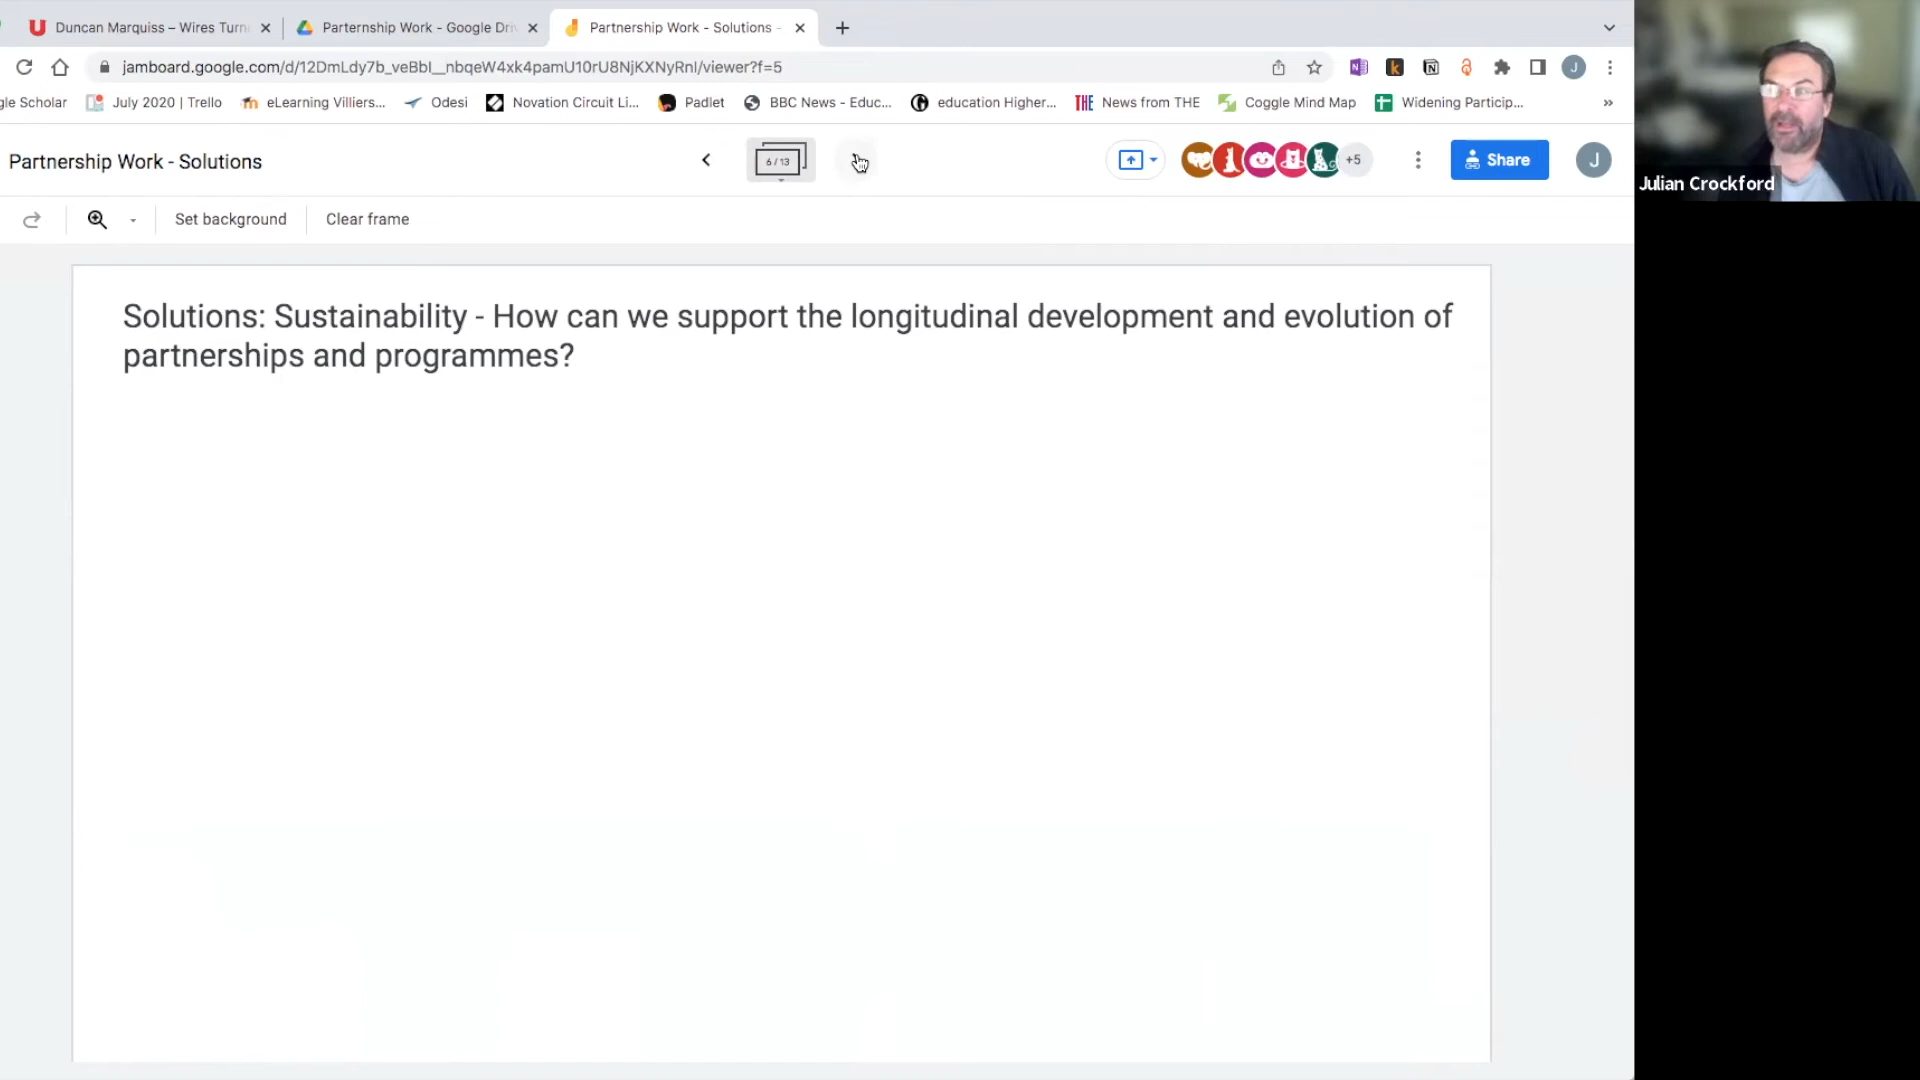 Duncan Marquiss – Wires Turn
Parternship Work - Google Dri
Partnership Work - Solutions -
jamboard.google.com/d/12DmLdy7b_veBbI__nbqeW4xk4pamU10rU8NjKXNyRnI/viewer?f=5
gle Scholar
July 2020 | Trello
eLearning Villiers...
Odesi
Novation Circuit Li...
Padlet
BBC News - Educ...
education Higher...
THE News from THE
Coggle Mind Map
Widening Particip...
»
Partnership Work - Solutions
6 / 13
+5
Share
J
Julian Crockford
Set background
Clear frame
Solutions: Sustainability - How can we support the longitudinal development and evolution of
partnerships and programmes?